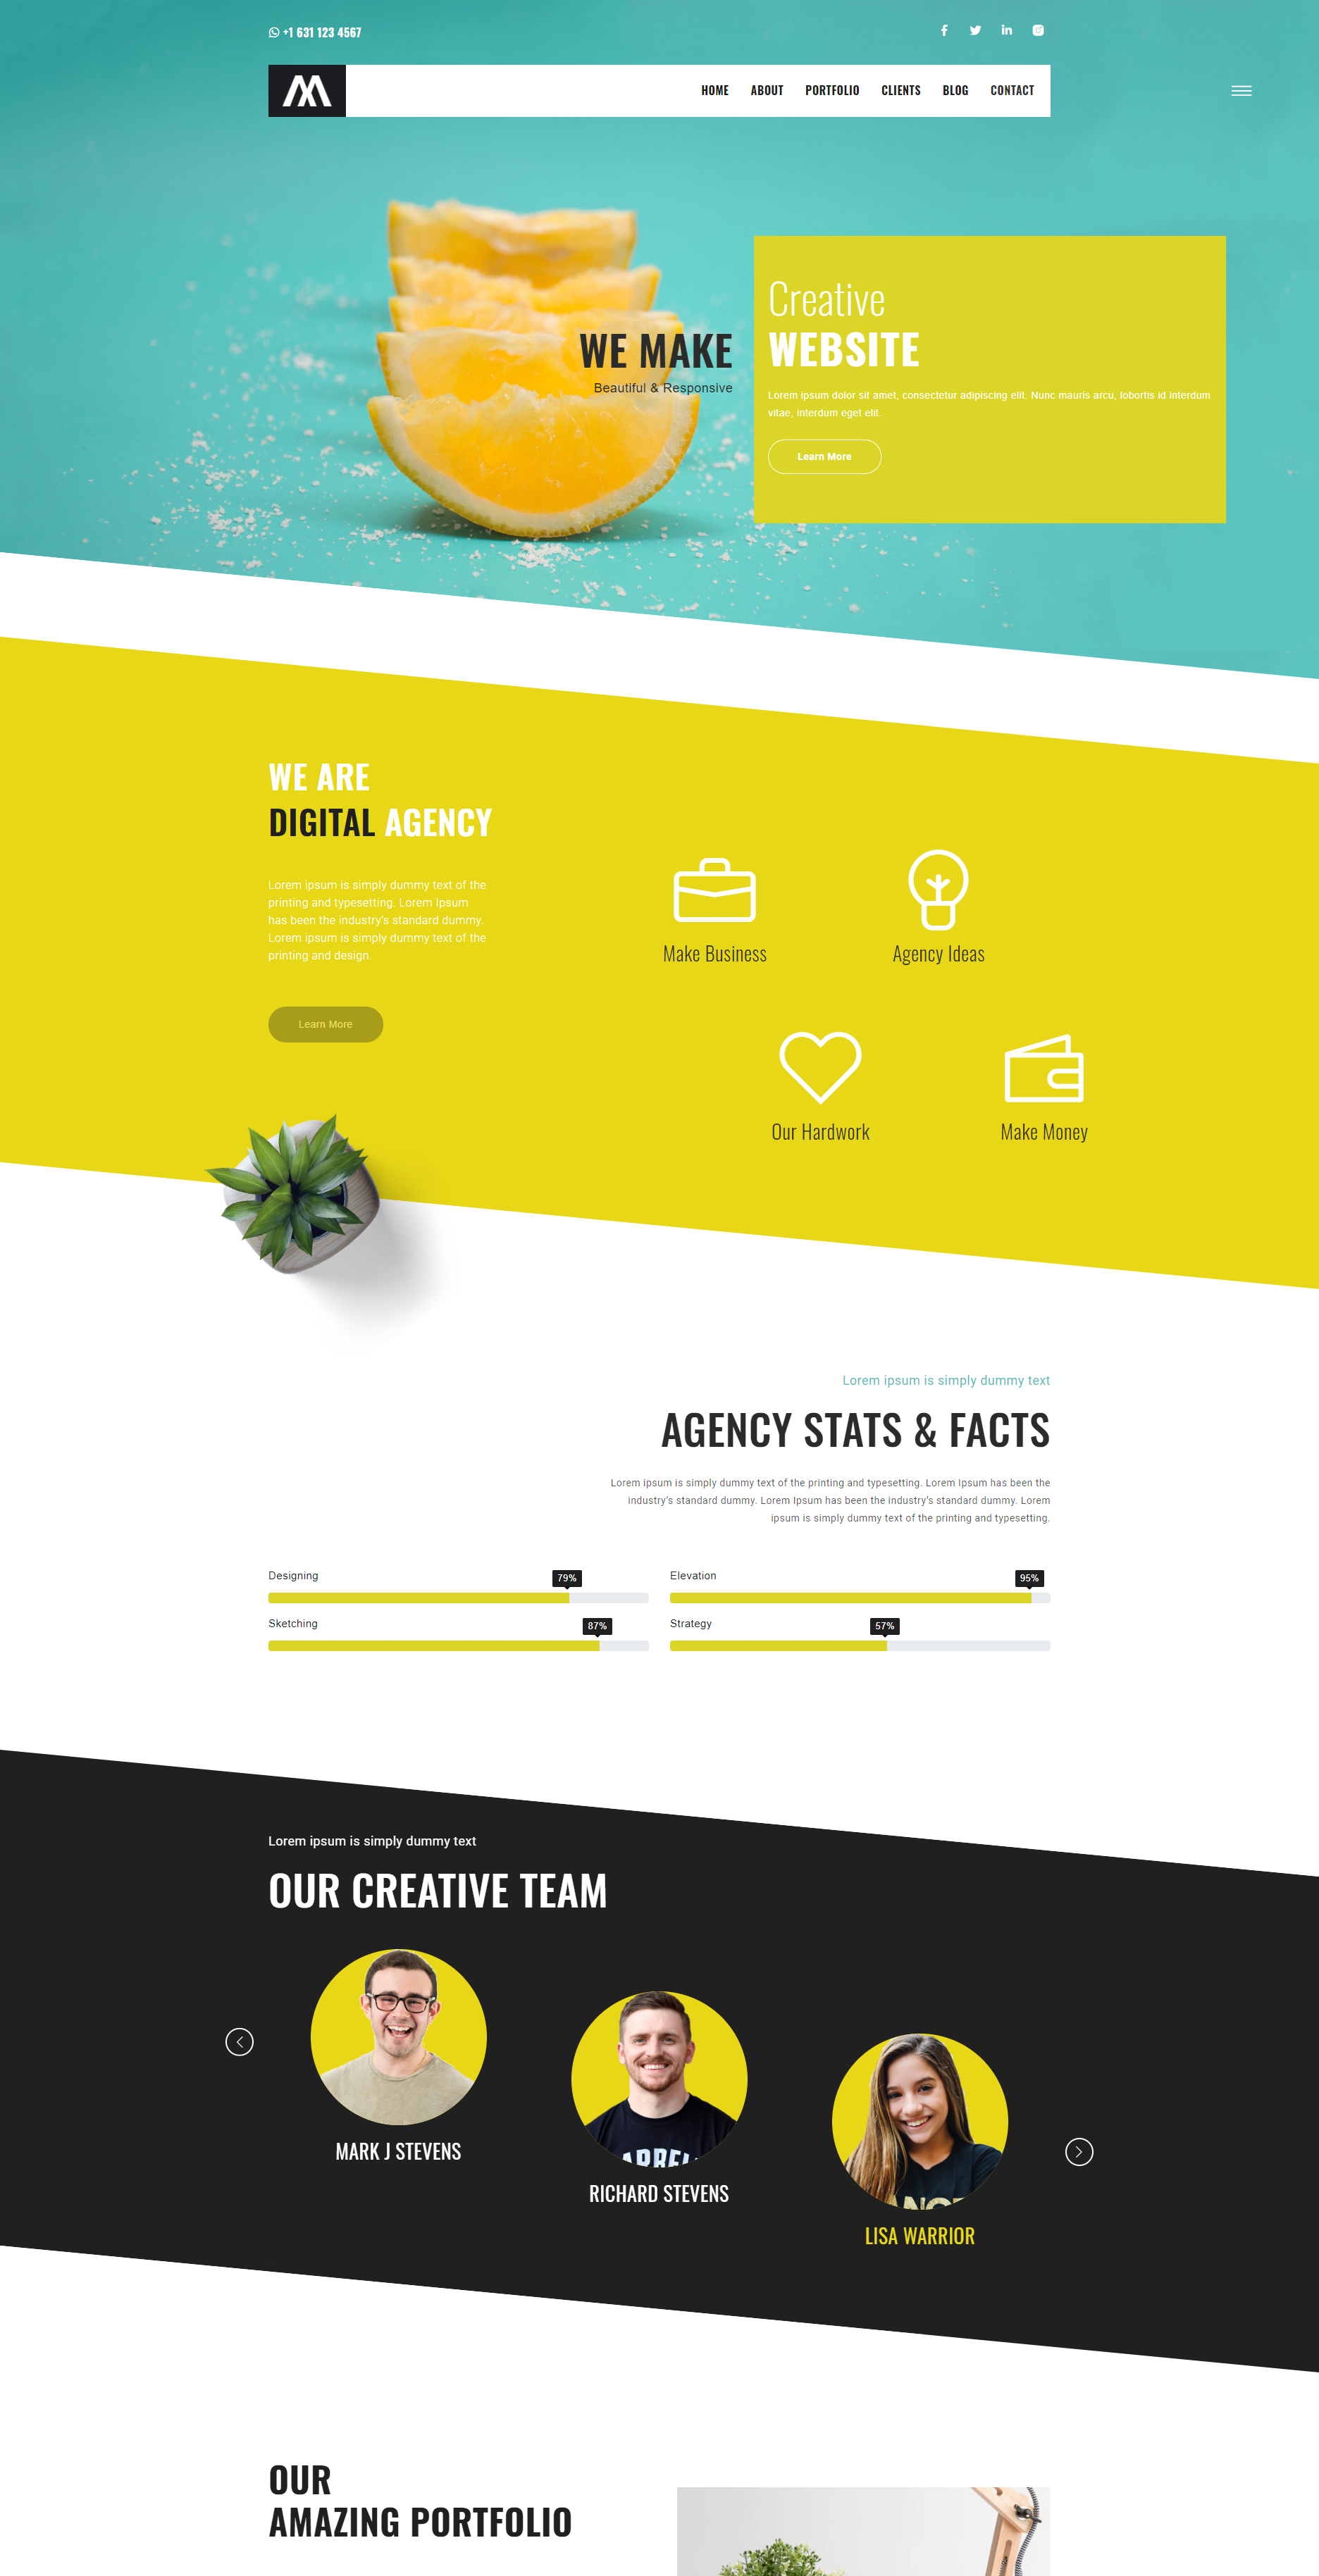 +1 631 123 4567
HOME ABOUT PORTFOLIO CLIENTS BLOG CONTACT
WE MAKE
Beautiful & Responsive
Creative
WEBSITE
Lorem ipsum dolor sit amet, consectetur adipiscing elit. Nunc mauris arcu, lobortis id interdum
vitae, interdum eget elit.
Learn More
WE ARE
DIGITAL AGENCY
Lorem ipsum is simply dummy text of the
printing and typesetting. Lorem Ipsum
has been the industry's standard dummy.
Lorem ipsum is simply dummy text of the
printing and design.
Learn More
Make Business
Agency Ideas
Our Hardwork
Make Money
Lorem ipsum is simply dummy text
AGENCY STATS & FACTS
Lorem ipsum is simply dummy text of the printing and typesetting. Lorem Ipsum has been the
industry's standard dummy. Lorem Ipsum has been the industry's standard dummy. Lorem
ipsum is simply dummy text of the printing and typesetting.
Designing 79%
Elevation 95%
Sketching 87%
Strategy 57%
Lorem ipsum is simply dummy text
OUR CREATIVE TEAM
MARK J STEVENS
RICHARD STEVENS
LISA WARRIOR
OUR
AMAZING PORTFOLIO